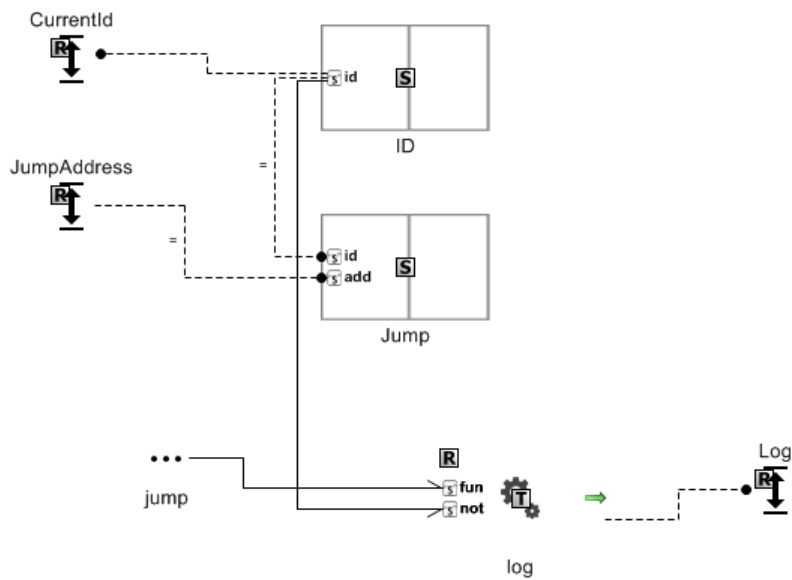 CurrentId
R
id
S
ID
=
JumpAddress
R
=
id
S
add
Jump
R
Log
R
jump
fun
T
not
log